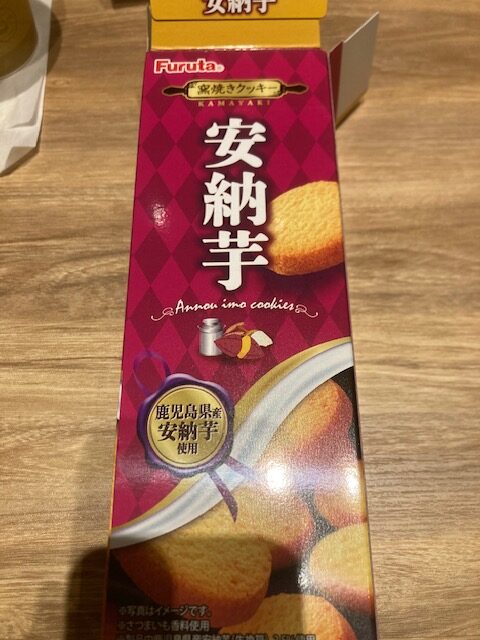 安納芋
Furuta®
窯焼きクッキー
KAMAYAKI
安納芋
Annou imo cookies
鹿児島県産
安納芋
使用
※写真はイメージです。
※さつまいも香料使用